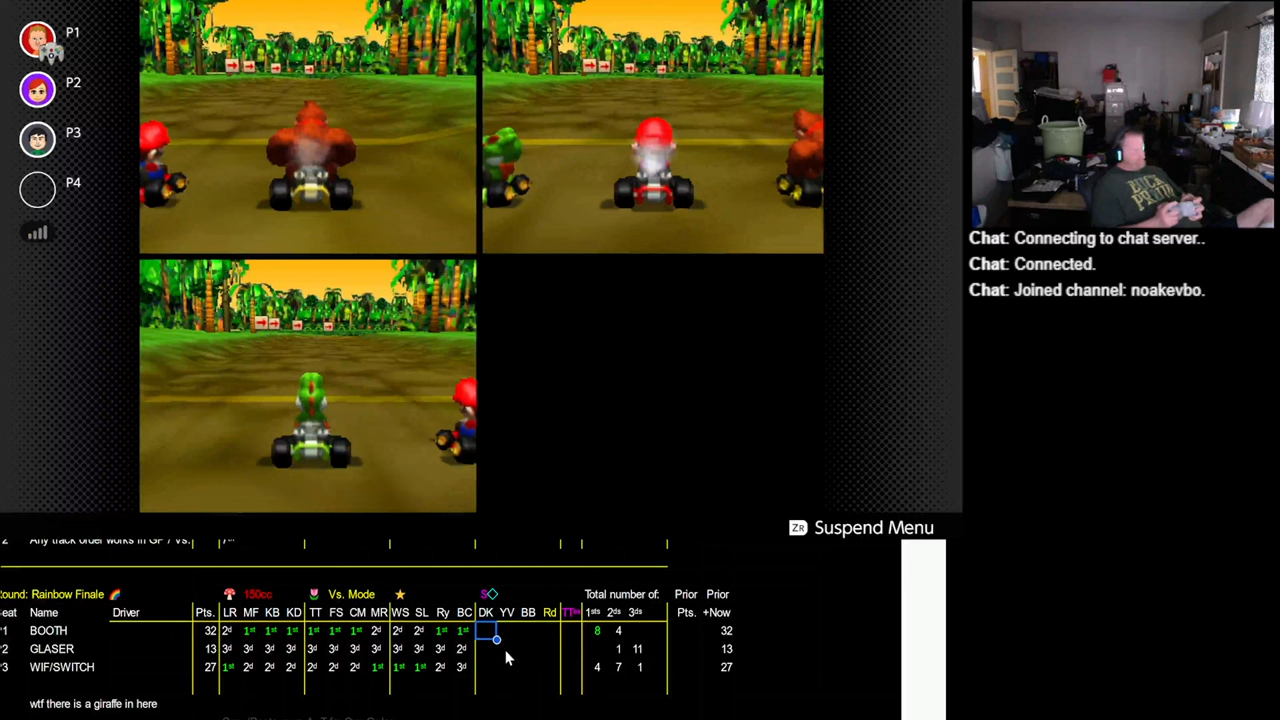 P1
P2
P3
P4
Chat: Connecting to chat server..
Chat: Connected.
Chat: Joined channel: noakevbo.
BUCK
ZR Suspend Menu
Any track order works in GP / Vs.
Round: Rainbow Finale 150cc Vs. Mode Total number of: Prior Prior
Name Driver Pts. LR MF KB KD TT FS CM MR WS SL Ry BC DK YV BB Rd 1sts 2ds 3ds Pts. +Now
#1 BOOTH 32 2d 1st 1st 1st 1st 1st 1st 2d 2d 2d 1st 1st 8 4 32
#2 GLASER 13 3d 3d 3d 3d 3d 3d 3d 3d 3d 3d 3d 2d 1 11 13
#3 WIF/SWITCH 27 1st 2d 2d 2d 2d 2d 2d 1st 1st 1st 2d 3d 4 7 1 27
wtf there is a giraffe in here